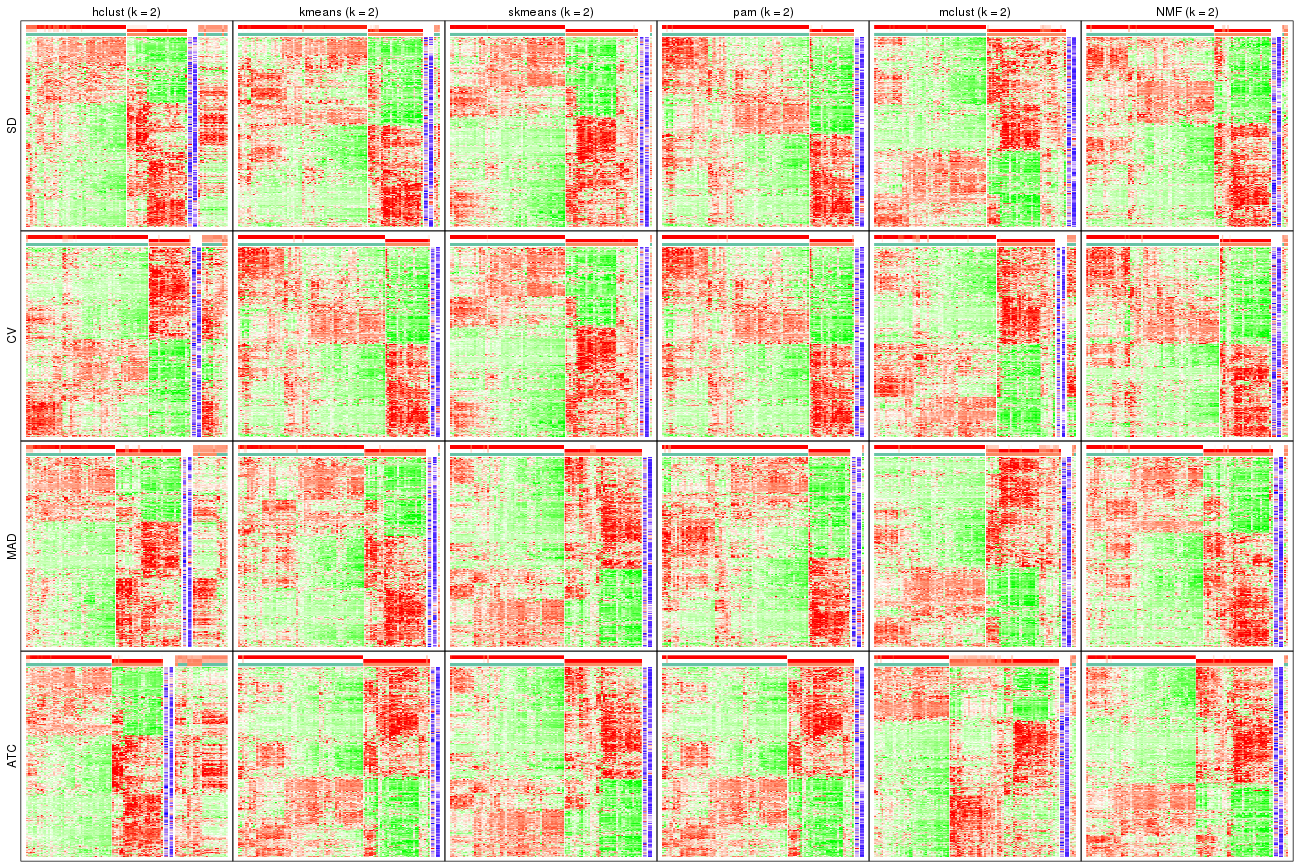 hclust (k = 2) kmeans (k = 2) skmeans (k = 2) pam (k = 2) mclust (k = 2) NMF (k = 2)
SD
CV
MAD
ATC